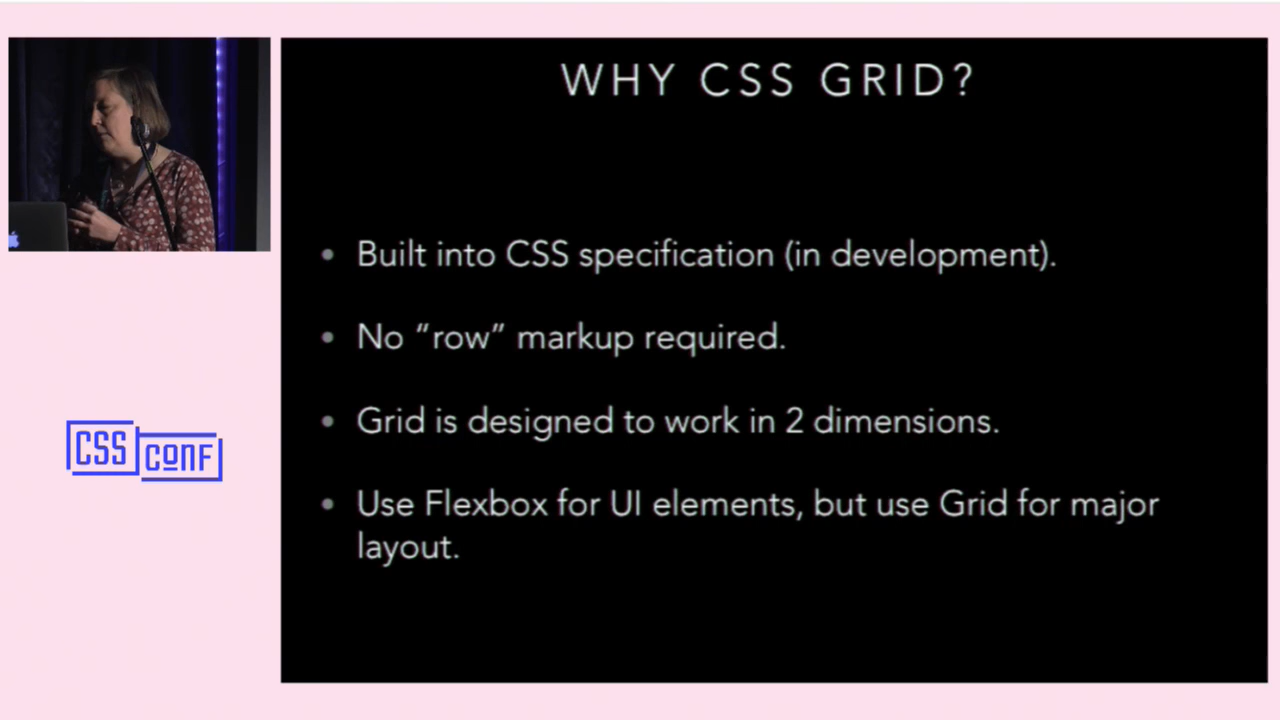 WHY CSS GRID?
• Built into CSS specification (in development).
• No “row” markup required.
• Grid is designed to work in 2 dimensions.
• Use Flexbox for UI elements, but use Grid for major
layout.
CSS CONF